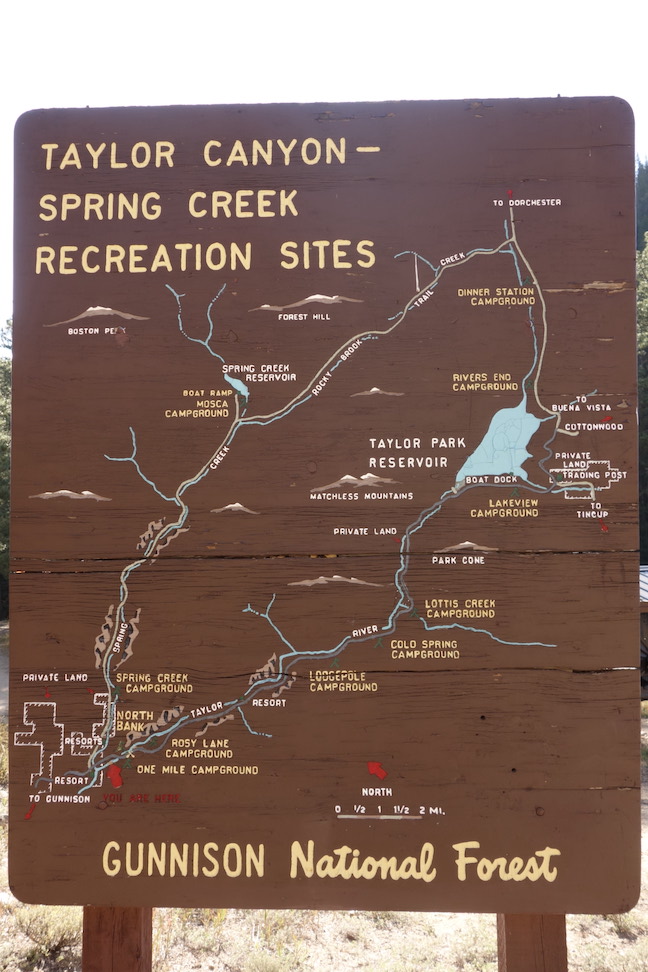 TAYLOR CANYON –
SPRING CREEK
RECREATION SITES
TO DORCHESTER
TRAIL CREEK
DINNER STATION
CAMPGROUND
FOREST HILL
BOSTON PEAK
ROCKY BROOK
SPRING CREEK
RESERVOIR
BOAT RAMP
MOSCA
CAMPGROUND
RIVERS END
CAMPGROUND
TO
BUENA VISTA
COTTONWOOD
TAYLOR PARK
RESERVOIR
PRIVATE
LAND
TRADING POST
BOAT DOCK
CREEK
MATCHLESS MOUNTAINS
LAKEVIEW
CAMPGROUND
TO
TINCUP
PRIVATE LAND
PARK CONE
LOTTIS CREEK
CAMPGROUND
SPRING
RIVER
COLD SPRING
CAMPGROUND
PRIVATE LAND
SPRING CREEK
CAMPGROUND
LODGEPOLE
CAMPGROUND
TAYLOR
RESORT
NORTH
BANK
RESORTS
ROSY LANE
CAMPGROUND
ONE MILE CAMPGROUND
RESORT
TO GUNNISON
YOU ARE HERE
NORTH
0 1/2 1 1 1/2 2 MI.
GUNNISON National Forest